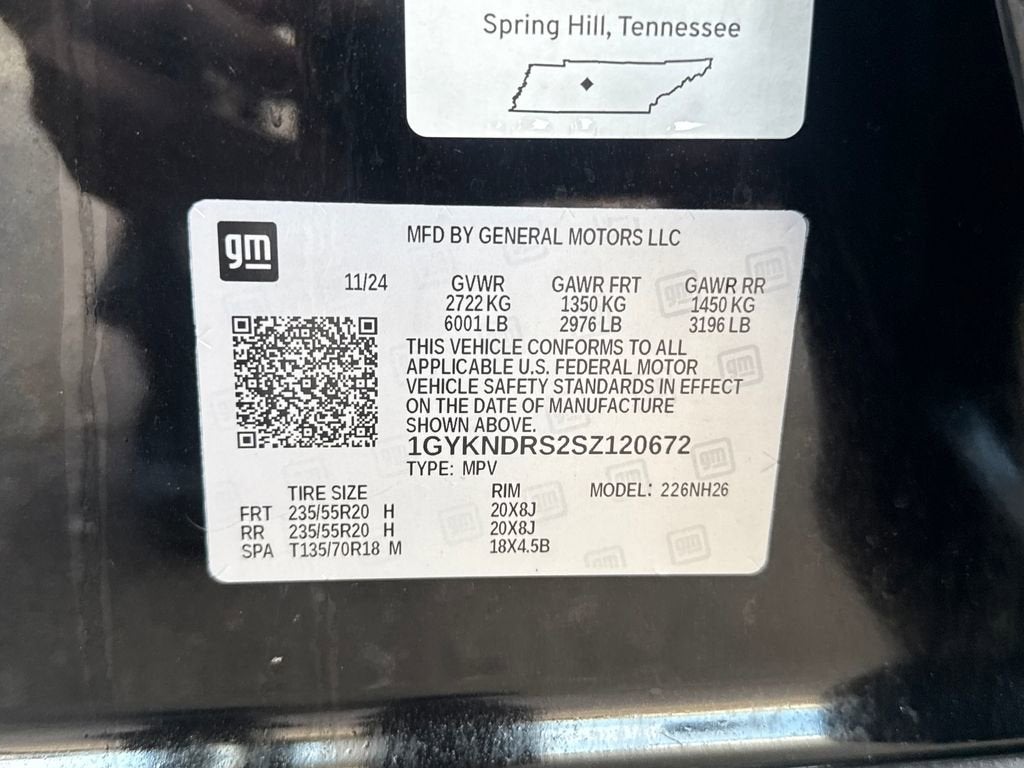 Spring Hill, Tennessee
gm
MFD BY GENERAL MOTORS LLC
11/24 GVWR GAWR FRT GAWR RR
2722 KG 1350 KG 1450 KG
6001 LB 2976 LB 3196 LB
THIS VEHICLE CONFORMS TO ALL
APPLICABLE U.S. FEDERAL MOTOR
VEHICLE SAFETY STANDARDS IN EFFECT
ON THE DATE OF MANUFACTURE
SHOWN ABOVE.
1GYKNDRS2SZ120672
TYPE: MPV
TIRE SIZE RIM MODEL: 226NH26
FRT 235/55R20 H 20X8J
RR 235/55R20 H 20X8J
SPA T135/70R18 M 18X4.5B